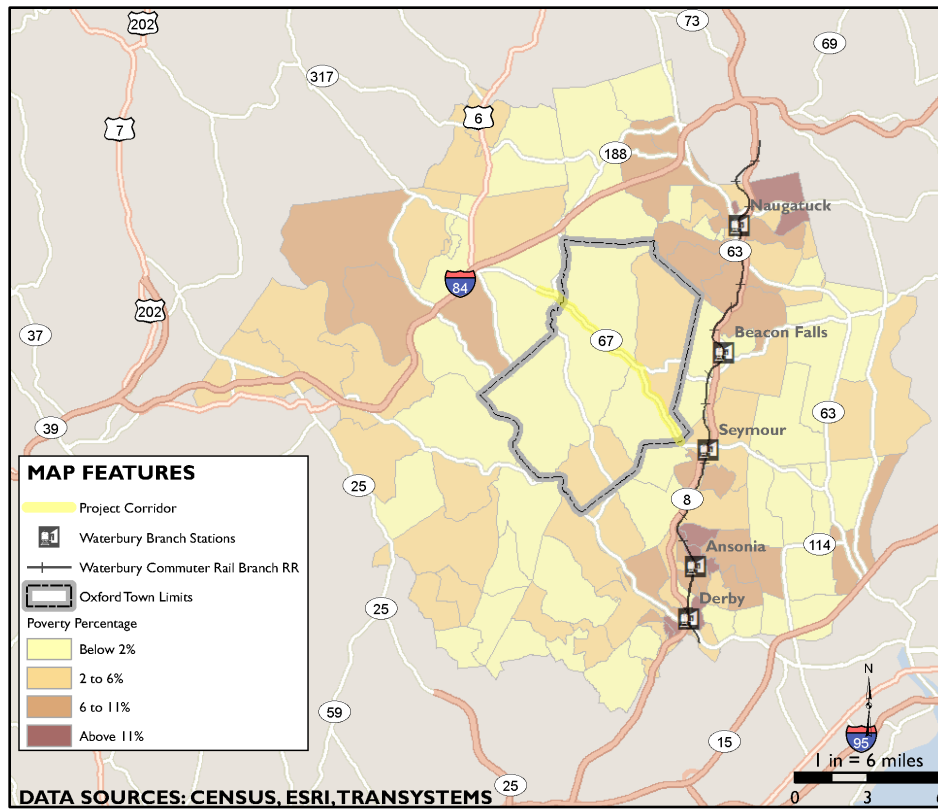 202
73
69
317
6
7
188
Naugatuck
63
84
202
67
Beacon Falls
37
63
39
Seymour
MAP FEATURES
Project Corridor
Waterbury Branch Stations
Waterbury Commuter Rail Branch RR
Oxford Town Limits
Poverty Percentage
Below 2%
2 to 6%
6 to 11%
Above 11%
25
8
Ansonia
114
Derby
25
59
15
N
95
1 in = 6 miles
25
0 3
DATA SOURCES: CENSUS, ESRI, TRANSYSTEMS